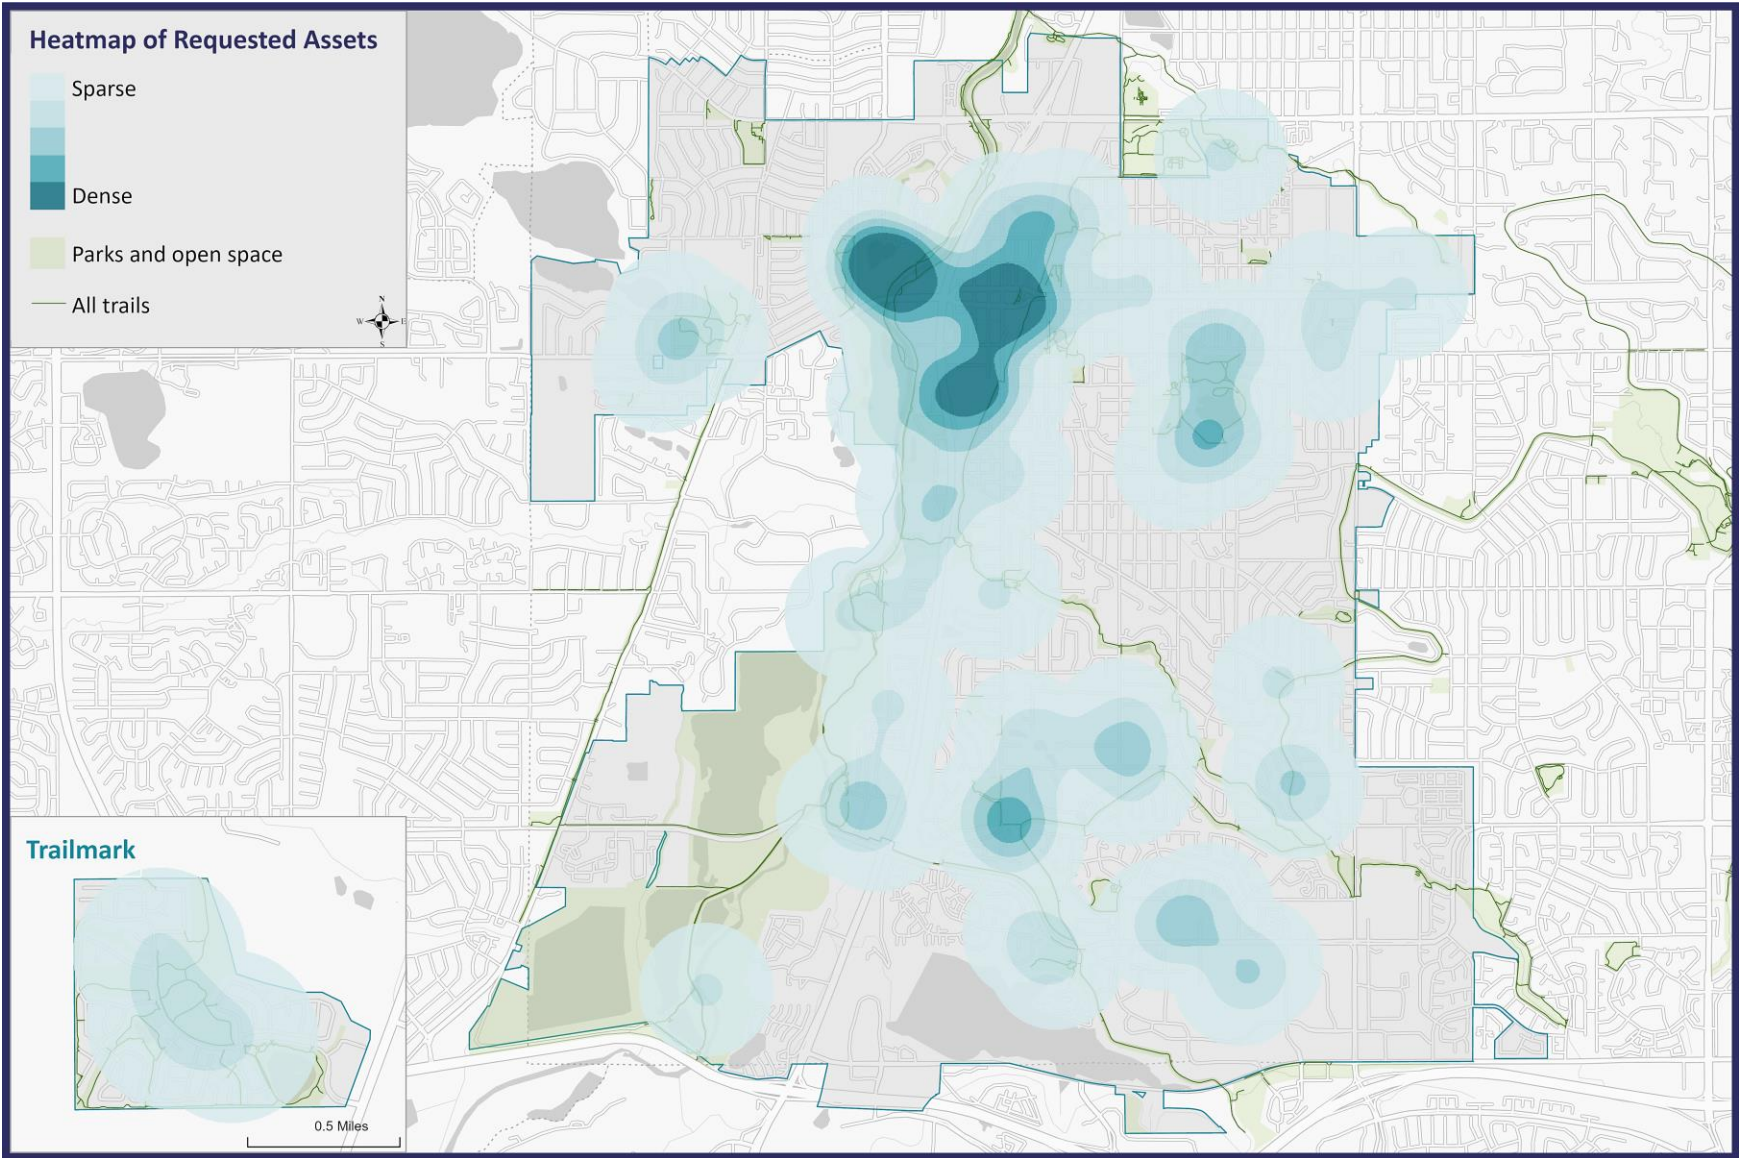 Heatmap of Requested Assets
Sparse
Dense
Parks and open space
All trails
N
W E
S
Trailmark
0.5 Miles